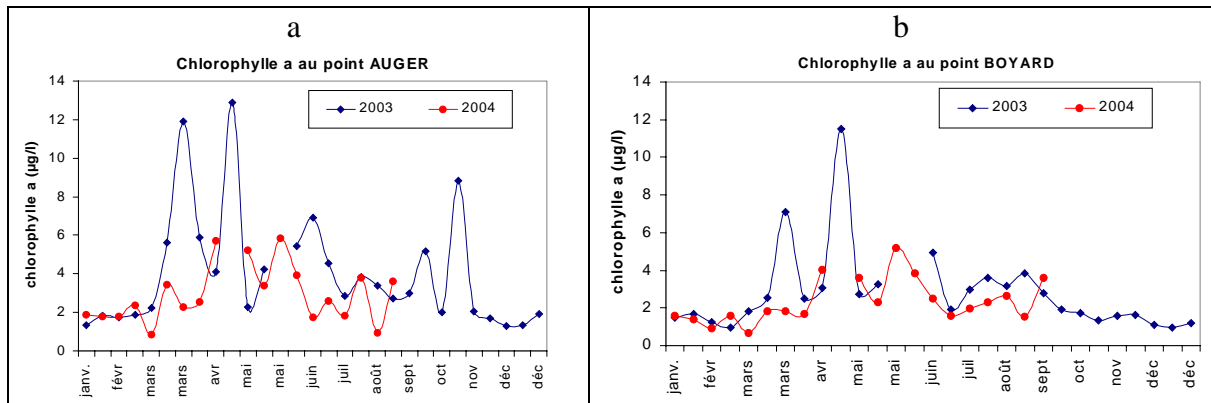 a
Chlorophylle a au point AUGER
14
12
10
8
6
4
2
0
chlorophylle a (µg/l)
2003
2004
janv.
févr
mars
mars
avr
mai
mai
juin
juil
août
sept
oct
nov
déc
déc
b
Chlorophylle a au point BOYARD
14
12
10
8
6
4
2
0
chlorophylle a (µg/l)
2003
2004
janv.
févr
mars
mars
avr
mai
mai
juin
juil
août
sept
oct
nov
déc
déc